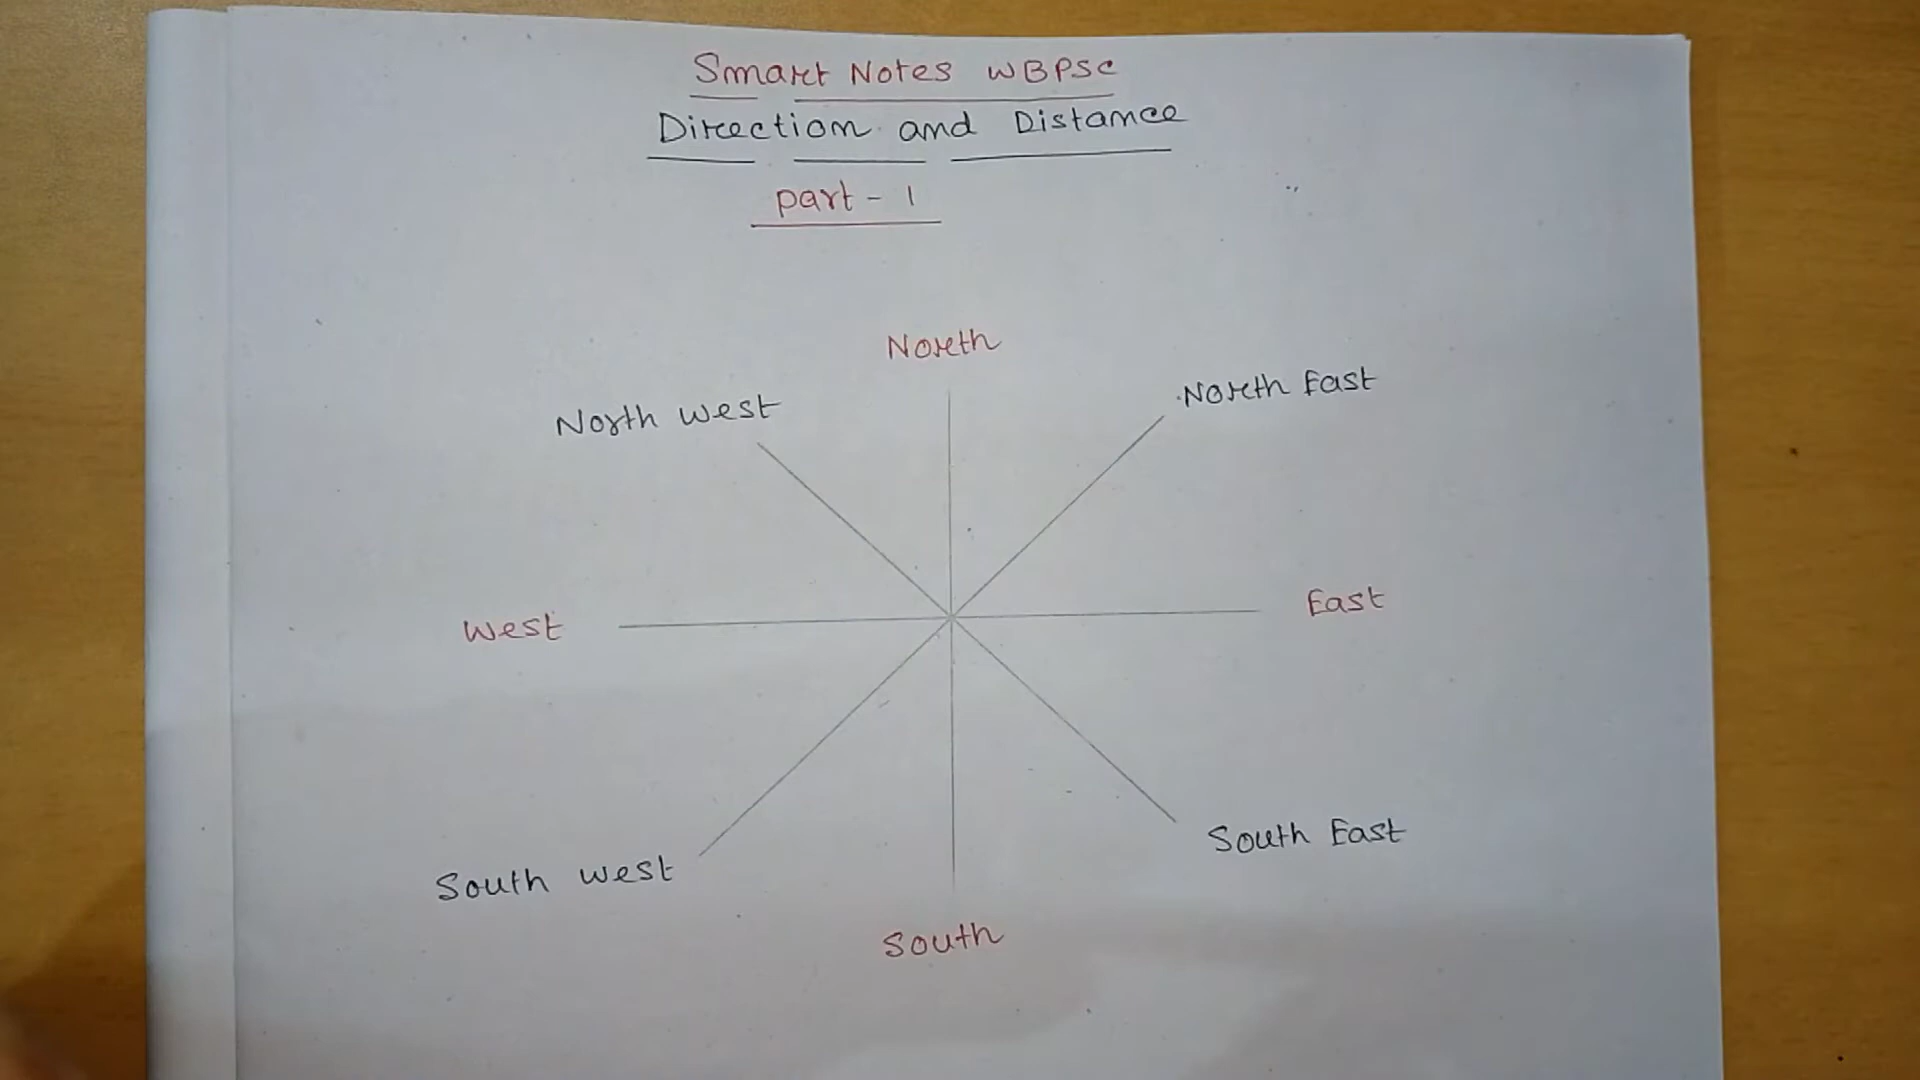 Smart Notes WBPSC
Direction and Distance
part - 1
North
North East
North west
East
west
South East
South west
South